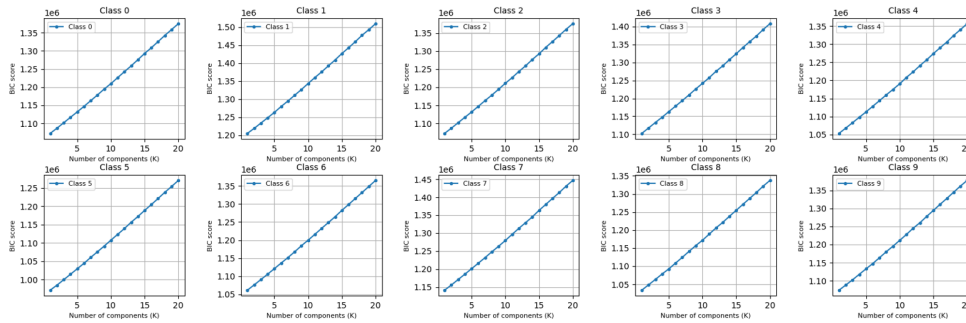 Class 0
1e6
Class 0
BIC score
1.35
1.30
1.25
1.20
1.15
1.10
5 10 15 20
Number of components (K)
Class 1
1e6
Class 1
BIC score
1.50
1.45
1.40
1.35
1.30
1.25
1.20
5 10 15 20
Number of components (K)
Class 2
1e6
Class 2
BIC score
1.35
1.30
1.25
1.20
1.15
1.10
5 10 15 20
Number of components (K)
Class 3
1e6
Class 3
BIC score
1.40
1.35
1.30
1.25
1.20
1.15
1.10
5 10 15 20
Number of components (K)
Class 4
1e6
Class 4
BIC score
1.35
1.30
1.25
1.20
1.15
1.10
1.05
5 10 15 20
Number of components (K)
Class 5
1e6
Class 5
BIC score
1.25
1.20
1.15
1.10
1.05
1.00
5 10 15 20
Number of components (K)
Class 6
1e6
Class 6
BIC score
1.35
1.30
1.25
1.20
1.15
1.10
1.05
5 10 15 20
Number of components (K)
Class 7
1e6
Class 7
BIC score
1.45
1.40
1.35
1.30
1.25
1.20
1.15
5 10 15 20
Number of components (K)
Class 8
1e6
Class 8
BIC score
1.35
1.30
1.25
1.20
1.15
1.10
1.05
5 10 15 20
Number of components (K)
Class 9
1e6
Class 9
BIC score
1.35
1.30
1.25
1.20
1.15
1.10
5 10 15 20
Number of components (K)